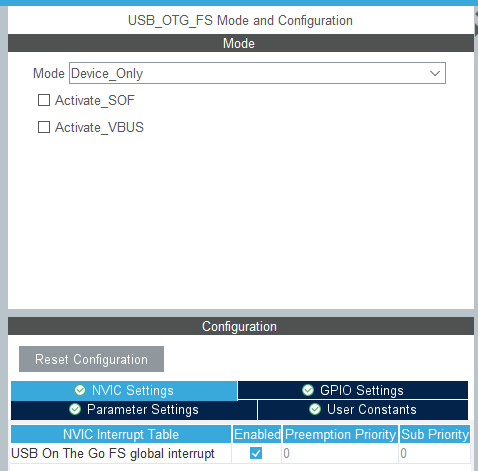 USB_OTG_FS Mode and Configuration
Mode
Mode Device_Only
Activate_SOF
Activate_VBUS
Configuration
Reset Configuration
NVIC Settings GPIO Settings
Parameter Settings User Constants
NVIC Interrupt Table Enabled Preemption Priority Sub Priority
USB On The Go FS global interrupt 0 0